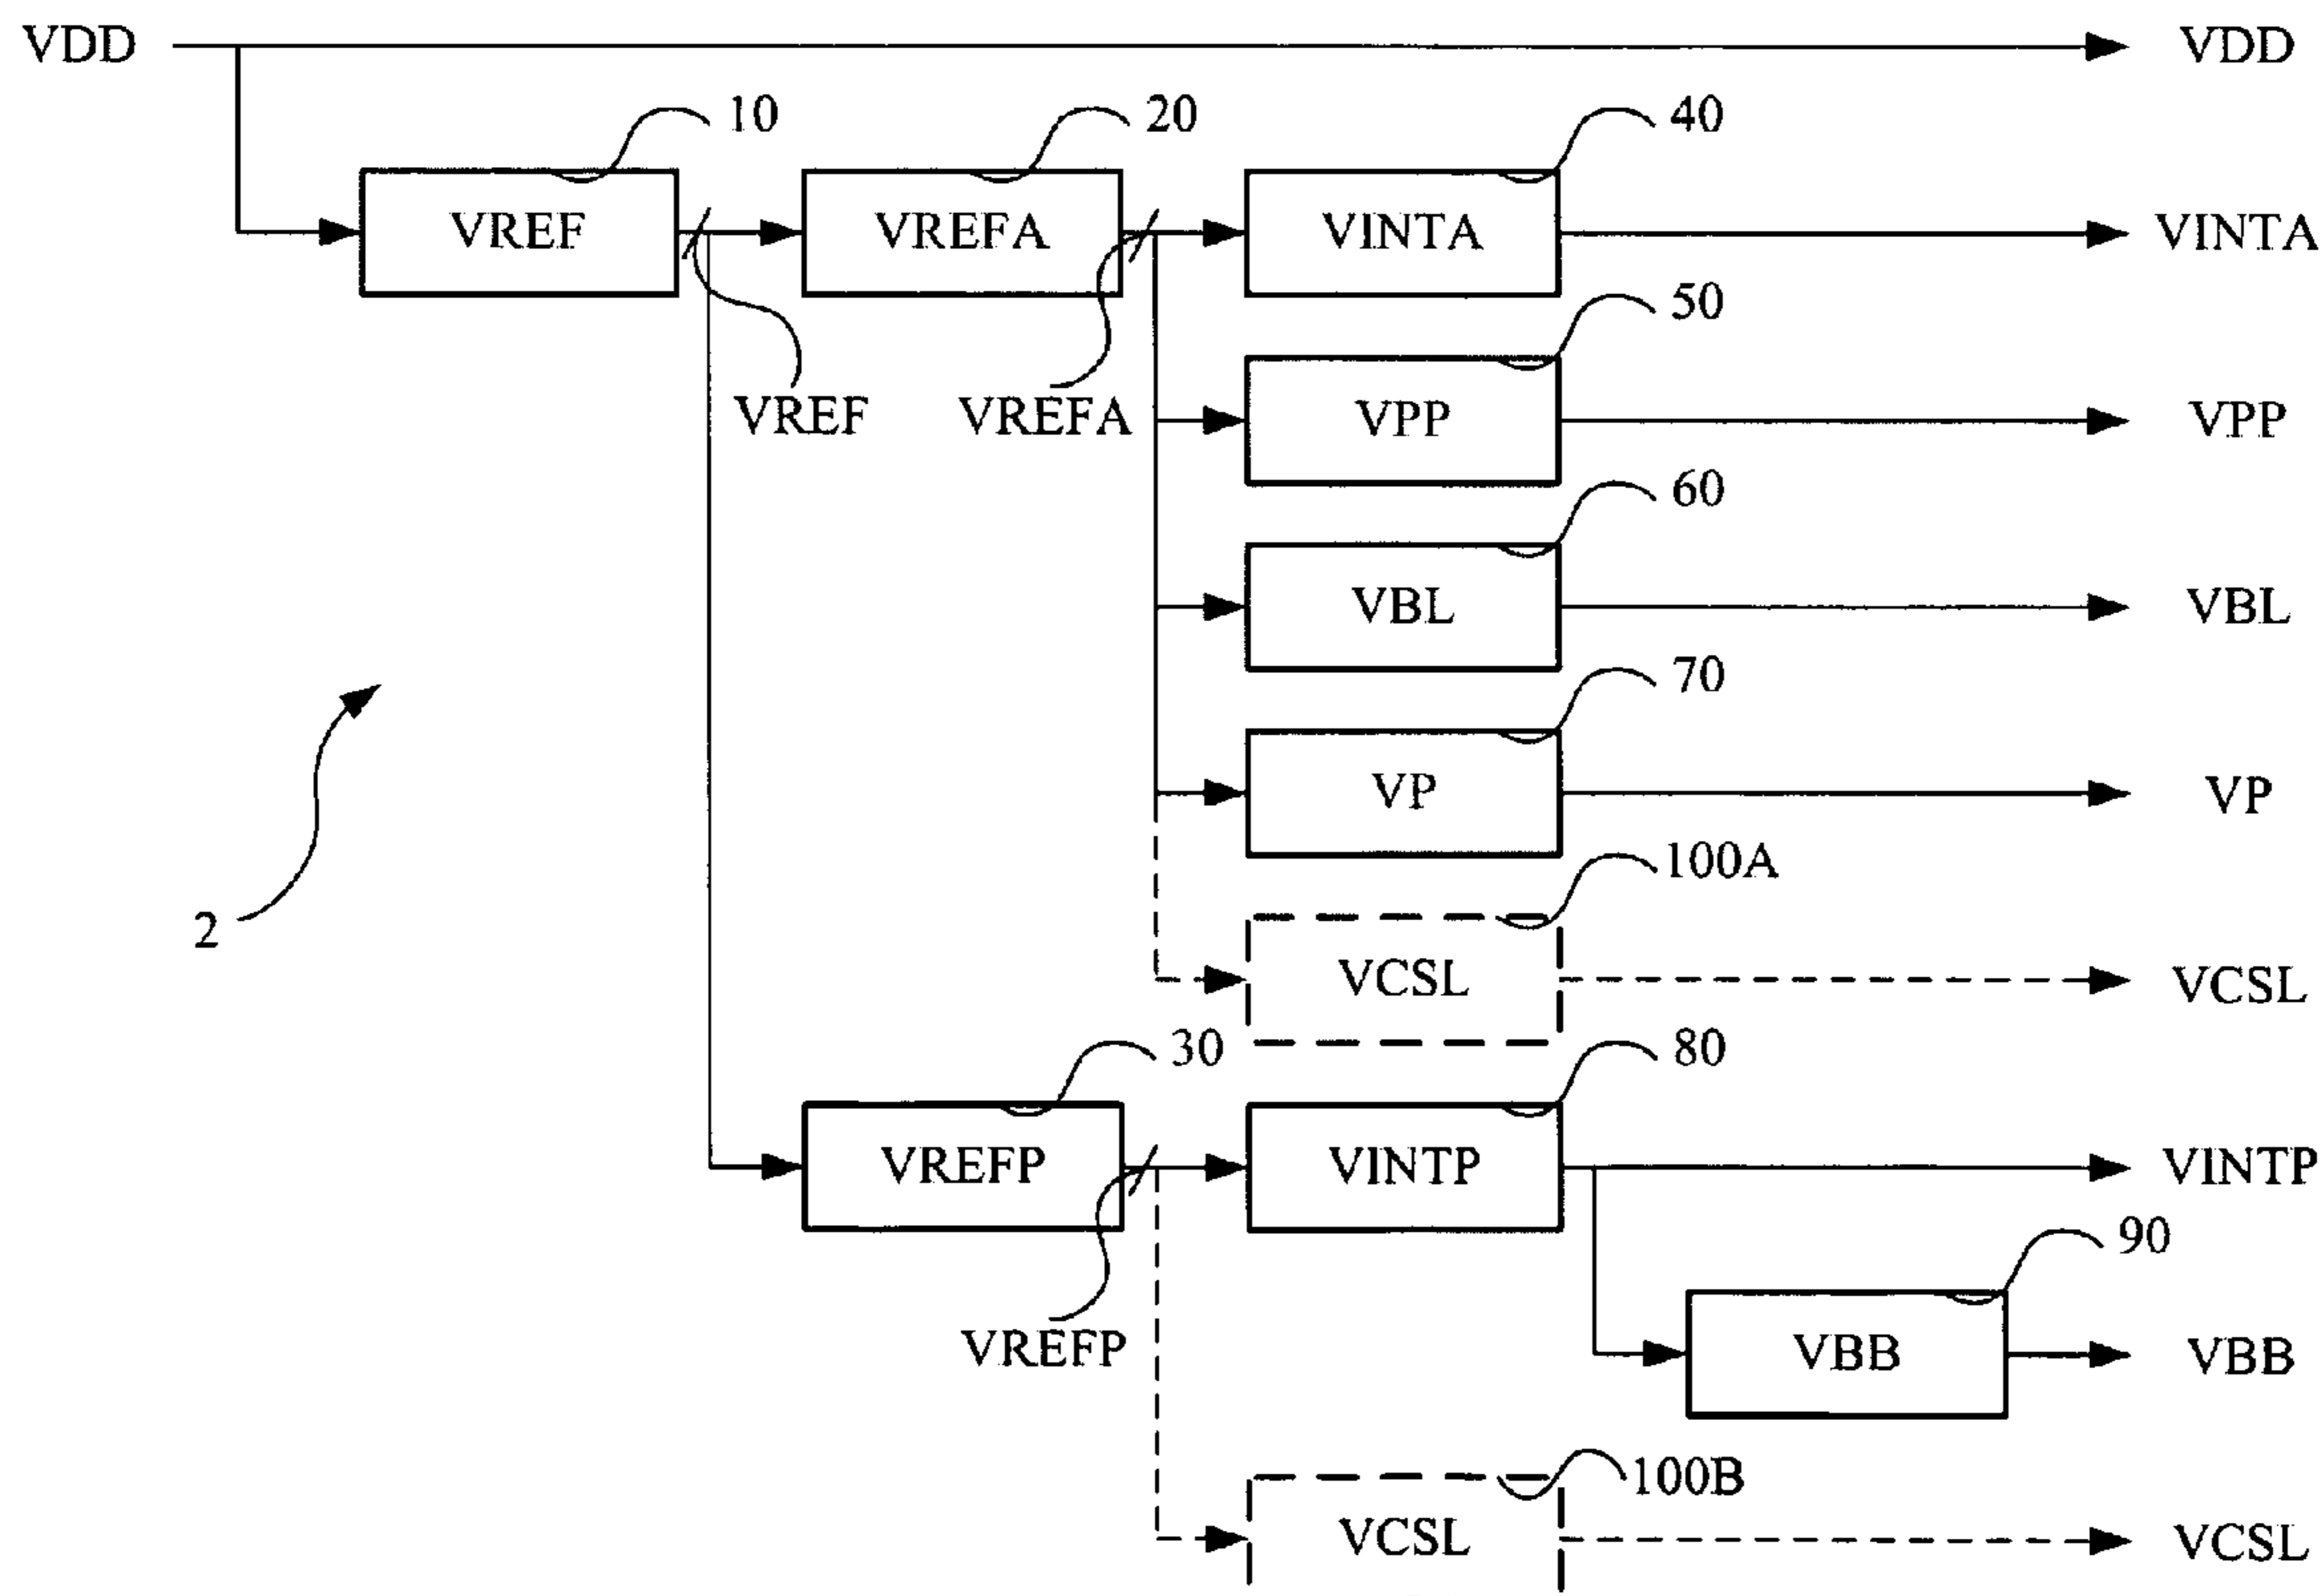 VDD VDD
10 20 40
VREF VREFA VINTA VINTA
50
VREF VREFA VPP VPP
60
VBL VBL
70
VP VP
100A
2 VCSL VCSL
30 80
VREFP VINTP VINTP
90
VREFP VBB VBB
100B
VCSL VCSL